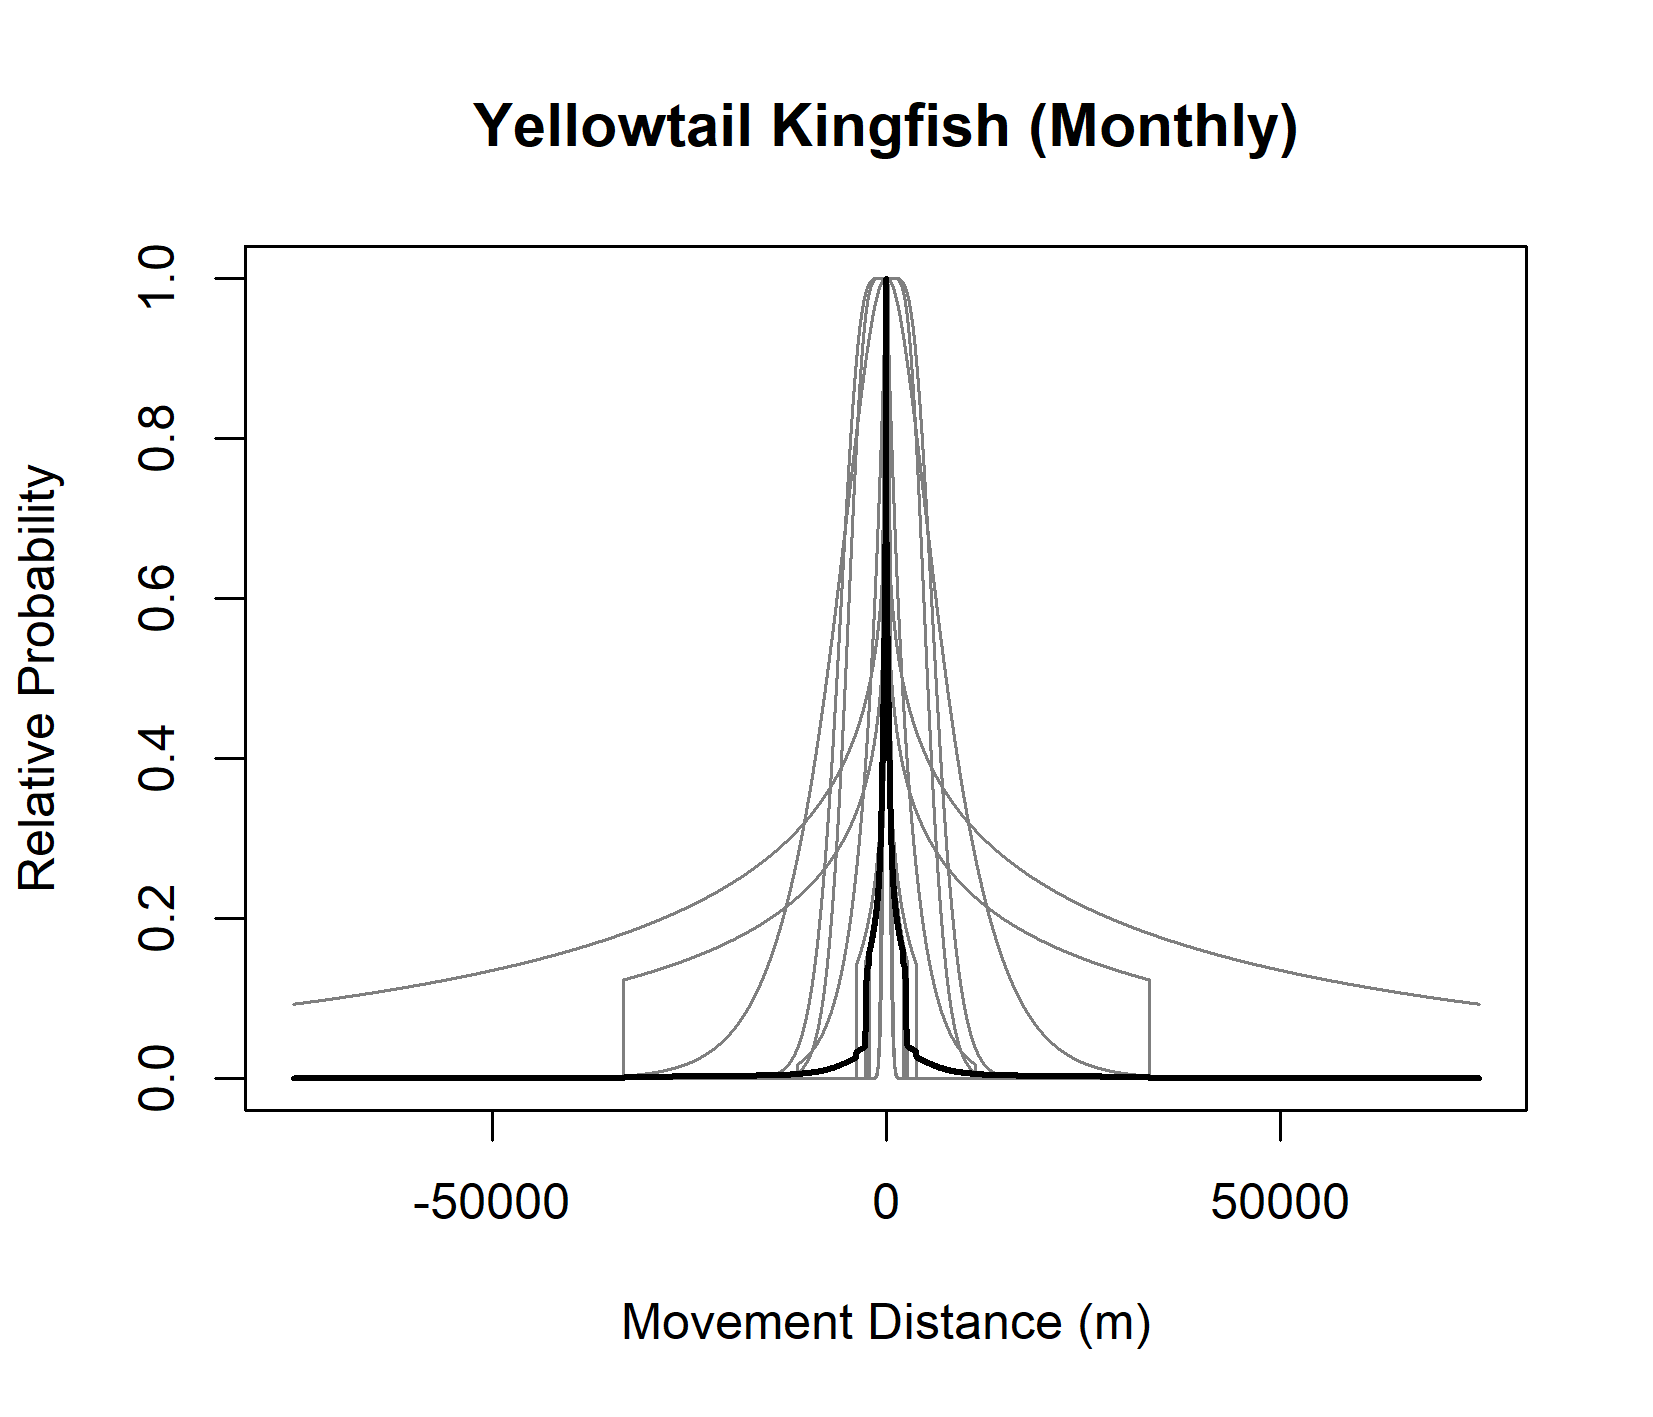 Yellowtail Kingfish (Monthly)
Relative Probability
1.0
0.8
0.6
0.4
0.2
0.0
-50000 0 50000
Movement Distance (m)